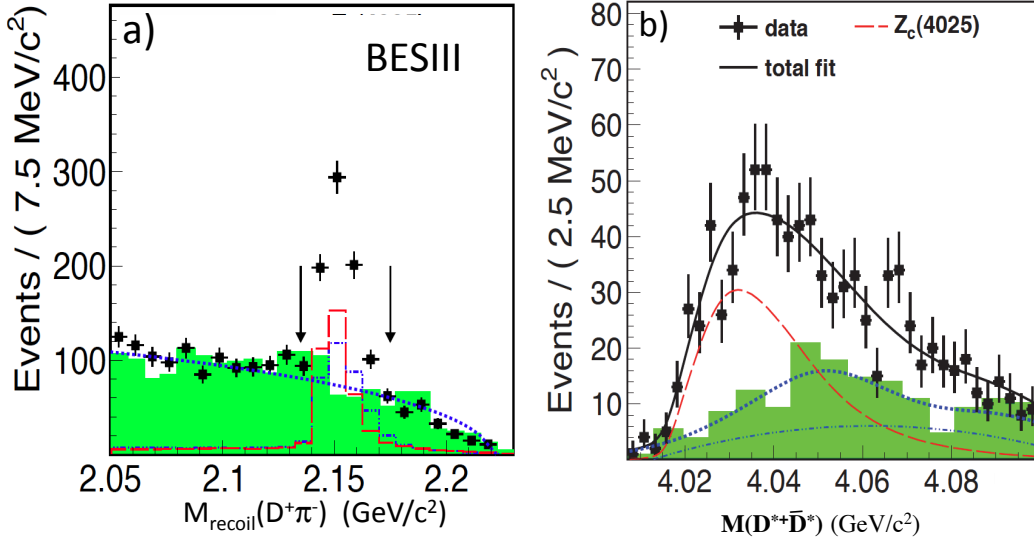 a)
BESIII
Events / ( 7.5 MeV/c²)
400
300
200
100
2.05
2.1
2.15
2.2
M_recoil(D⁺π⁻) (GeV/c²)
b)
data
Z_c(4025)
total fit
Events / ( 2.5 MeV/c²)
80
70
60
50
40
30
20
10
4.02
4.04
4.06
4.08
M(D*⁺D̄*) (GeV/c²)